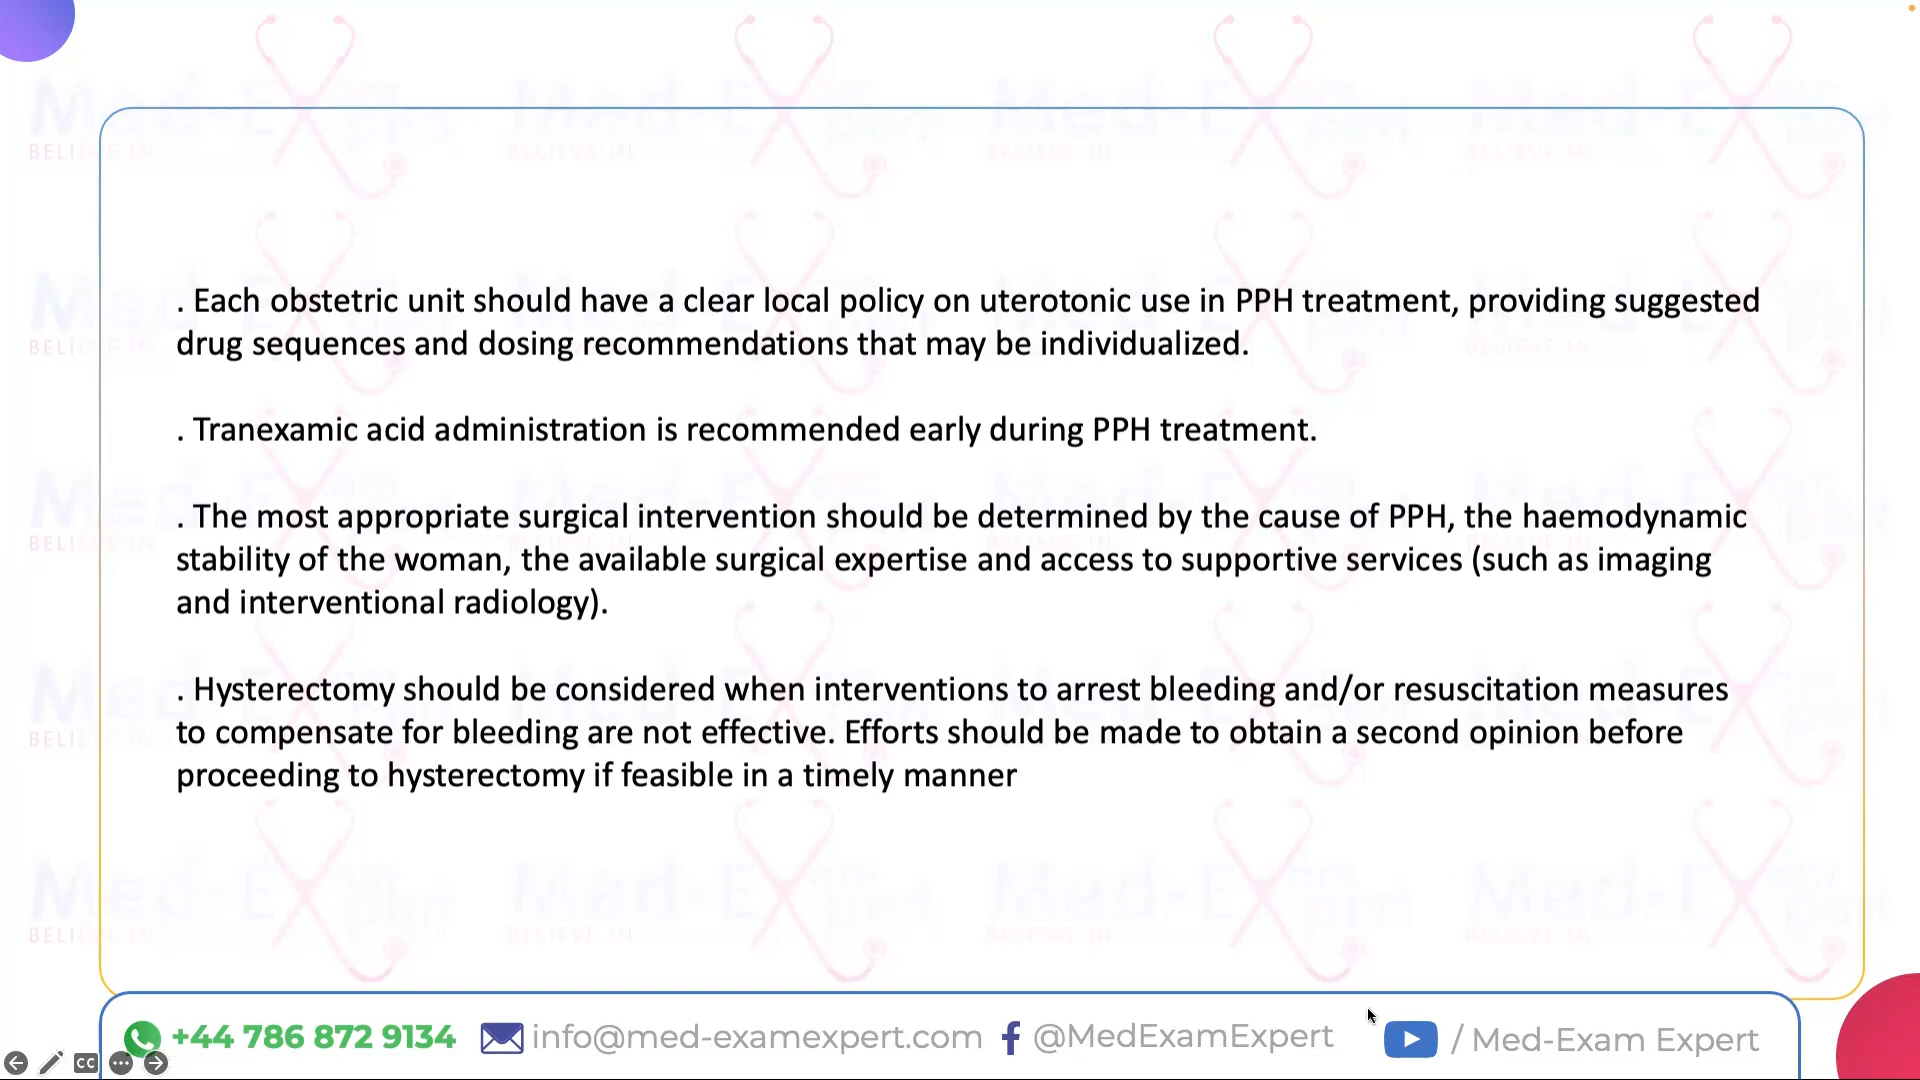 . Each obstetric unit should have a clear local policy on uterotonic use in PPH treatment, providing suggested
drug sequences and dosing recommendations that may be individualized.
. Tranexamic acid administration is recommended early during PPH treatment.
. The most appropriate surgical intervention should be determined by the cause of PPH, the haemodynamic
stability of the woman, the available surgical expertise and access to supportive services (such as imaging
and interventional radiology).
. Hysterectomy should be considered when interventions to arrest bleeding and/or resuscitation measures
to compensate for bleeding are not effective. Efforts should be made to obtain a second opinion before
proceeding to hysterectomy if feasible in a timely manner
+44 786 872 9134 info@med-examexpert.com @MedExamExpert / Med-Exam Expert
CC